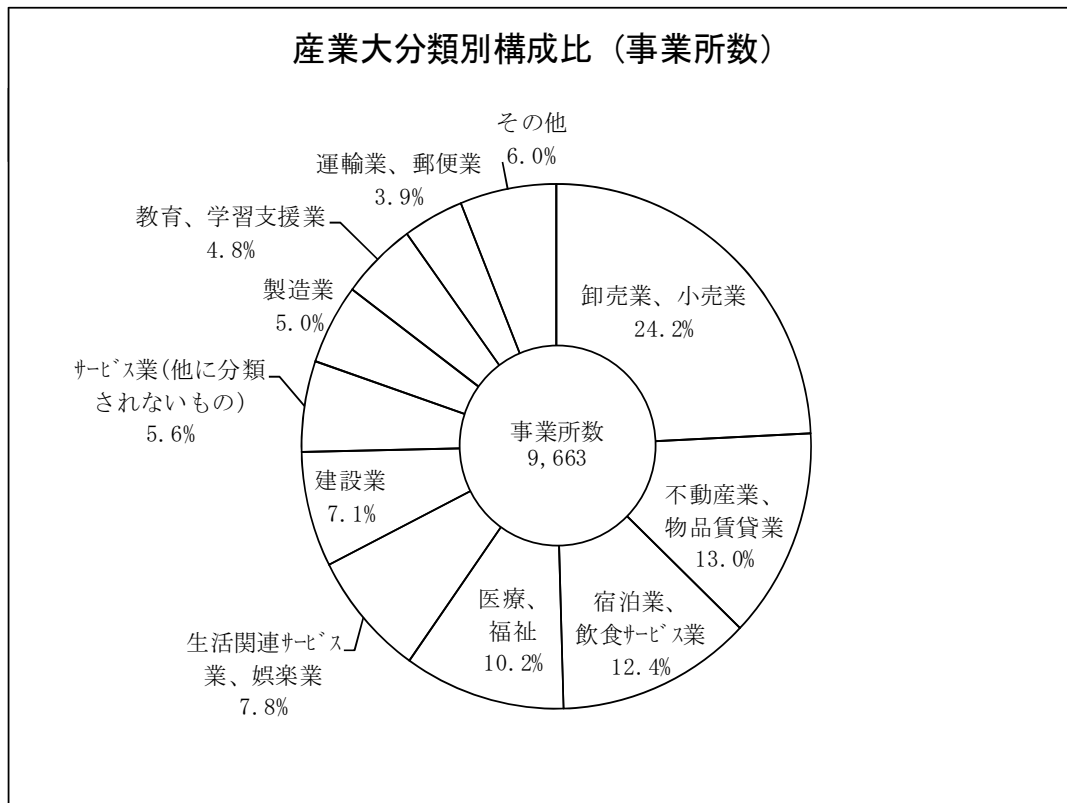 産業大分類別構成比（事業所数）
その他
6.0%
運輸業、郵便業
3.9%
教育、学習支援業
4.8%
製造業
5.0%
ｻｰﾋﾞｽ業(他に分類
されないもの)
5.6%
建設業
7.1%
生活関連ｻｰﾋﾞｽ
業、娯楽業
7.8%
医療、
福祉
10.2%
宿泊業、
飲食ｻｰﾋﾞｽ業
12.4%
不動産業、
物品賃貸業
13.0%
卸売業、小売業
24.2%
事業所数
9,663